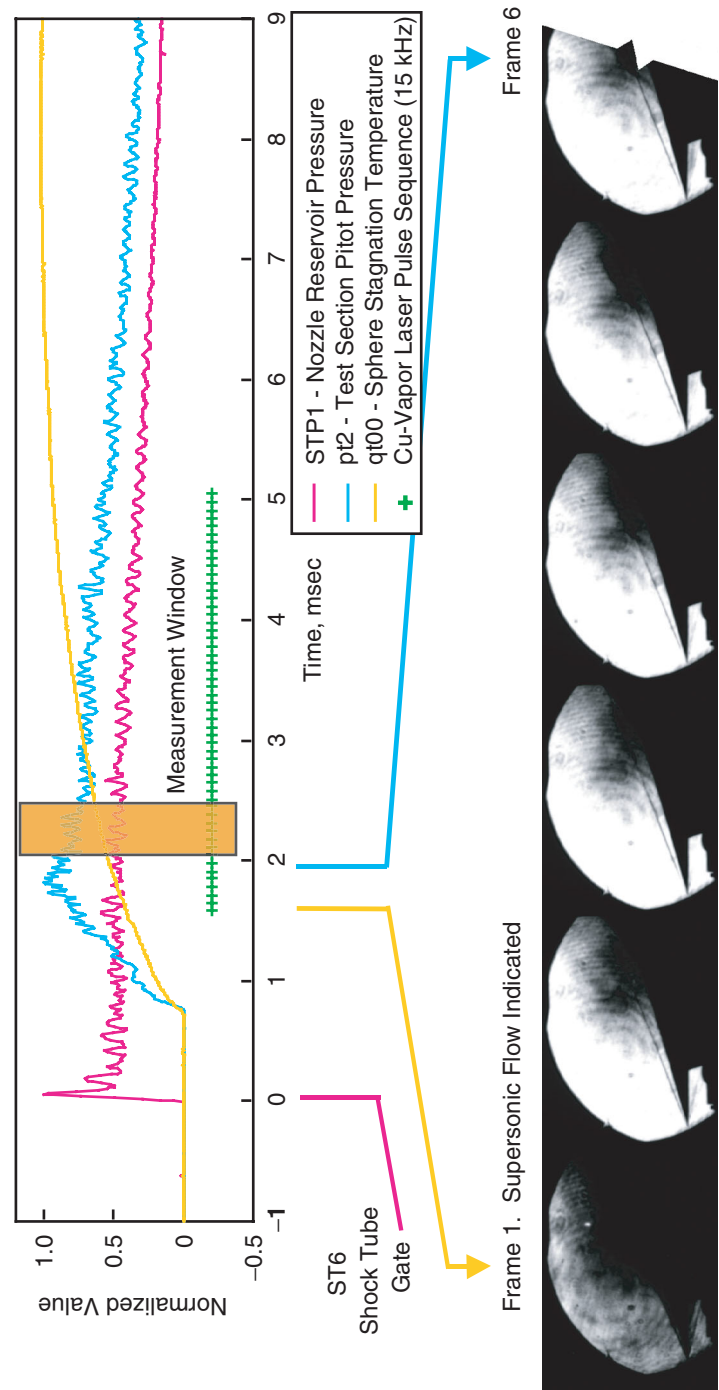 Normalized Value
1.0
0.5
0
–0.5
–1
0
1
2
3
4
5
6
7
8
9
Measurement Window
Time, msec
STP1 - Nozzle Reservoir Pressure
pt2 - Test Section Pitot Pressure
qt00 - Sphere Stagnation Temperature
Cu-Vapor Laser Pulse Sequence (15 kHz)
ST6
Shock Tube
Gate
Frame 1. Supersonic Flow Indicated
Frame 6